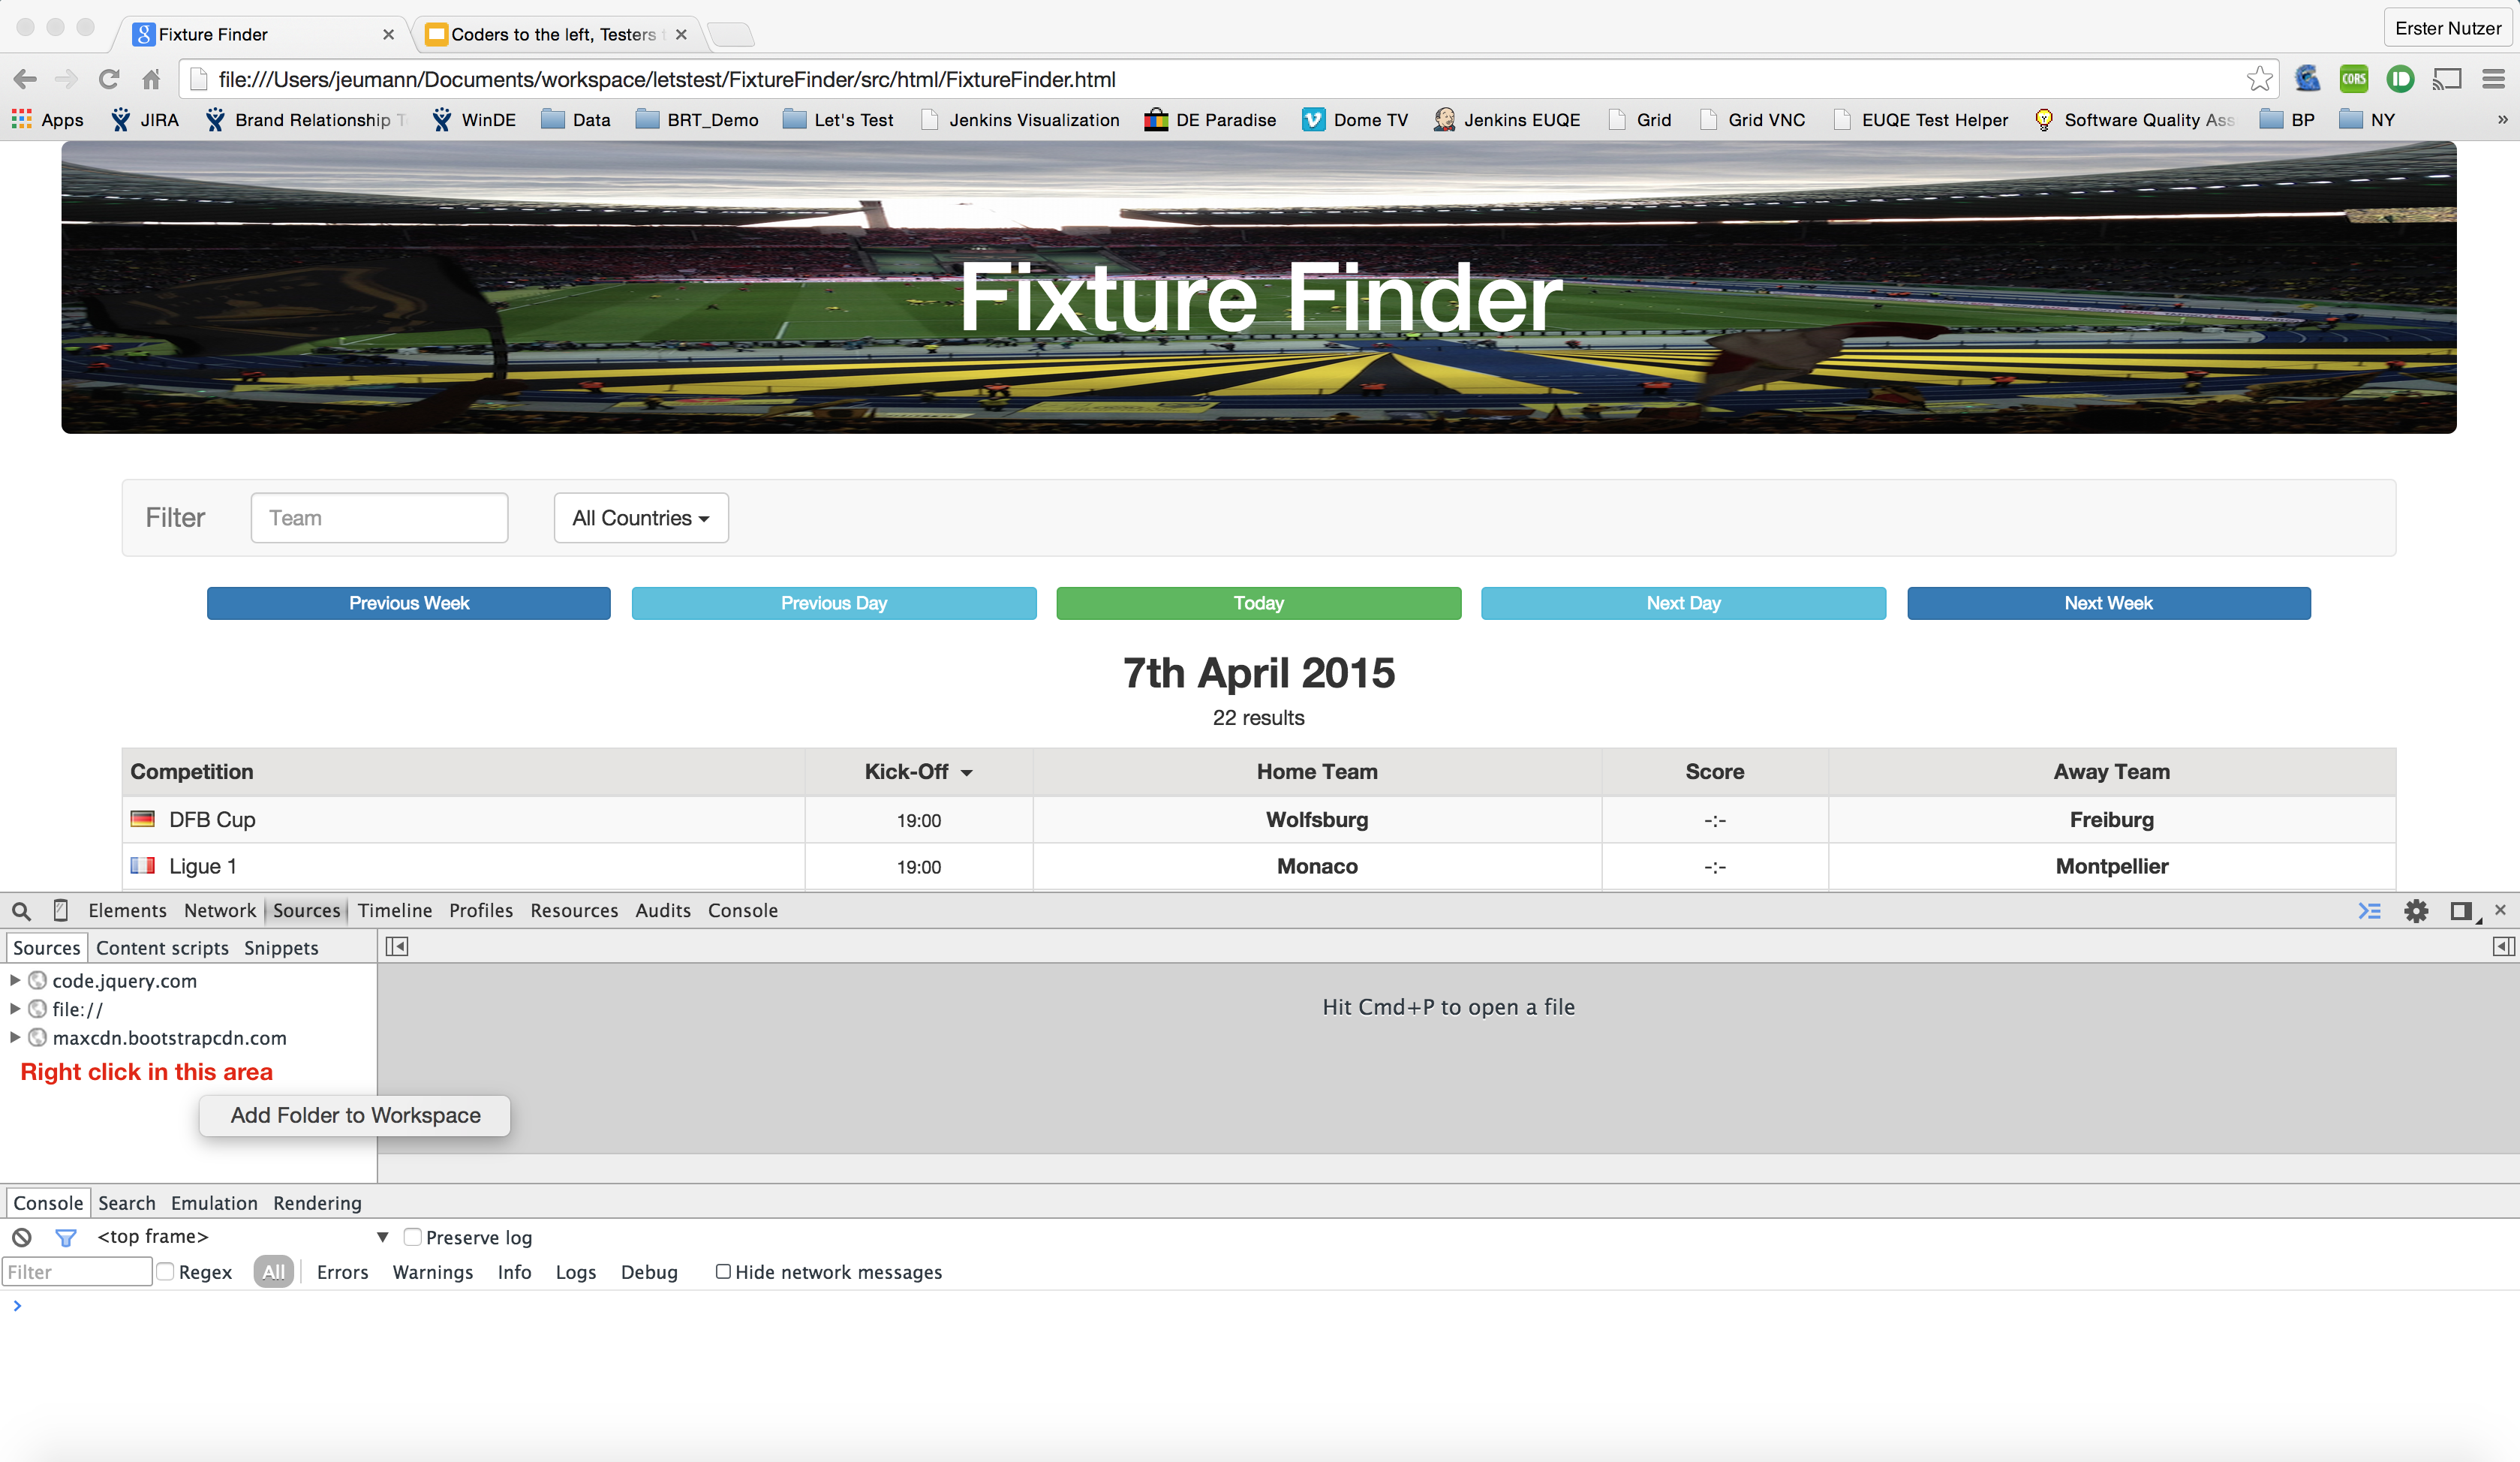 Fixture Finder
Coders to the left, Testers
Erster Nutzer
file:///Users/jeumann/Documents/workspace/letstest/FixtureFinder/src/html/FixtureFinder.html
CORS
Apps JIRA Brand Relationship WinDE Data BRT_Demo Let's Test Jenkins Visualization DE Paradise Dome TV Jenkins EUQE Grid Grid VNC EUQE Test Helper Software Quality Ass BP NY »
Fixture Finder
Filter Team All Countries
Previous Week Previous Day Today Next Day Next Week
7th April 2015
22 results
Competition Kick-Off Home Team Score Away Team
DFB Cup 19:00 Wolfsburg -:- Freiburg
Ligue 1 19:00 Monaco -:- Montpellier
Elements Network Sources Timeline Profiles Resources Audits Console
Sources Content scripts Snippets
code.jquery.com
file://
maxcdn.bootstrapcdn.com
Hit Cmd+P to open a file
Right click in this area
Add Folder to Workspace
Console Search Emulation Rendering
<top frame> Preserve log
Filter Regex All Errors Warnings Info Logs Debug Hide network messages